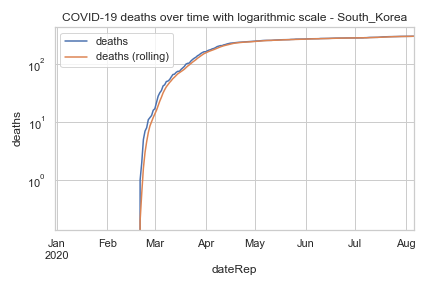 COVID-19 deaths over time with logarithmic scale - South_Korea
deaths
deaths (rolling)
10²
10¹
10⁰
deaths
Jan Feb Mar Apr May Jun Jul Aug
2020
dateRep